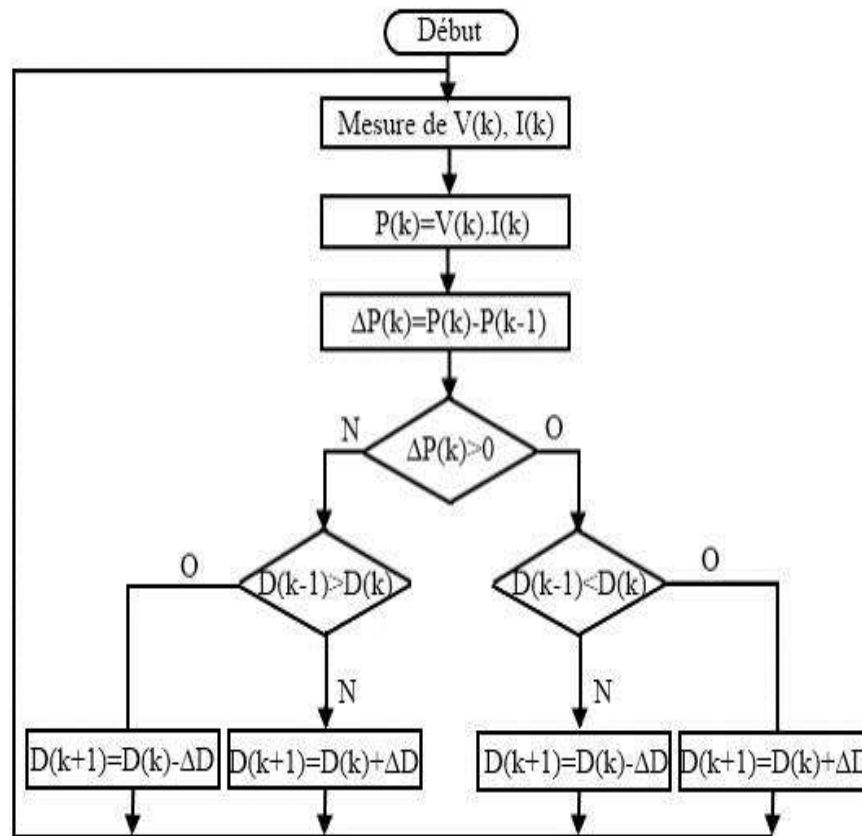 Début
Mesure de V(k), I(k)
P(k)=V(k).I(k)
ΔP(k)=P(k)-P(k-1)
N
O
ΔP(k)>0
O
D(k-1)>D(k)
D(k-1)<D(k)
O
N
N
D(k+1)=D(k)-ΔD
D(k+1)=D(k)+ΔD
D(k+1)=D(k)-ΔD
D(k+1)=D(k)+ΔD